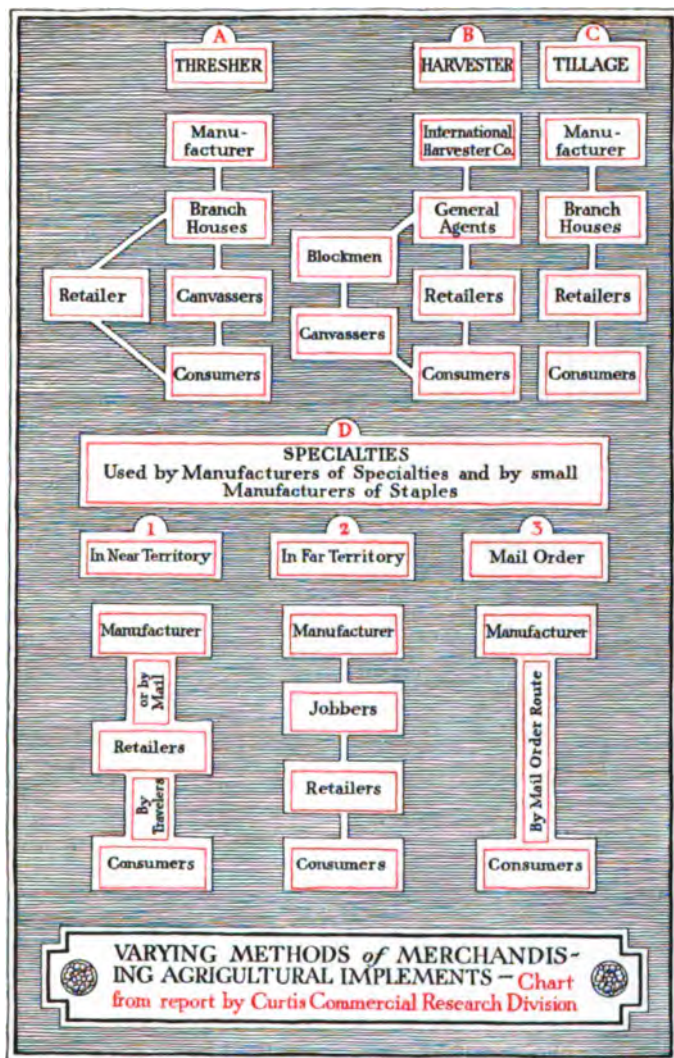 A
THRESHER
Manu-
facturer
Branch
Houses
Retailer
Canvassers
Consumers
B
HARVESTER
International
Harvester Co.
General
Agents
Blockmen
Retailers
Canvassers
Consumers
C
TILLAGE
Manu-
facturer
Branch
Houses
Retailers
Consumers
D
SPECIALTIES
Used by Manufacturers of Specialties and by small
Manufacturers of Staples
1
In Near Territory
Manufacturer
or by
Mail
Retailers
By
Travelers
Consumers
2
In Far Territory
Manufacturer
Jobbers
Retailers
Consumers
3
Mail Order
Manufacturer
By Mail Order Route
Consumers
VARYING METHODS of MERCHANDIS-
ING AGRIGULTURAL IMPLEMENTS — Chart
from report by Curtis Commercial Research Division